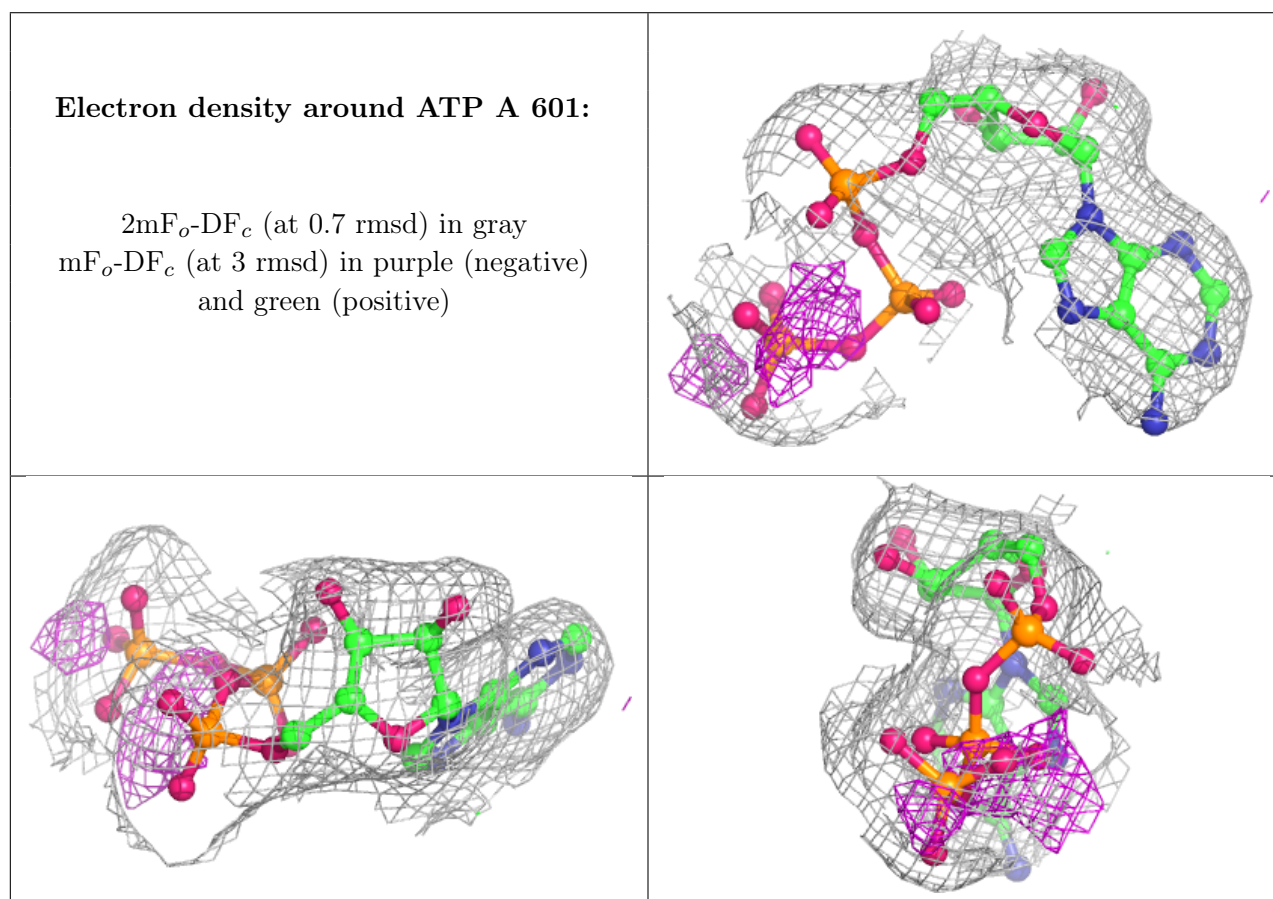 Electron density around ATP A 601:
2mFo-DFc (at 0.7 rmsd) in gray
mFo-DFc (at 3 rmsd) in purple (negative)
and green (positive)